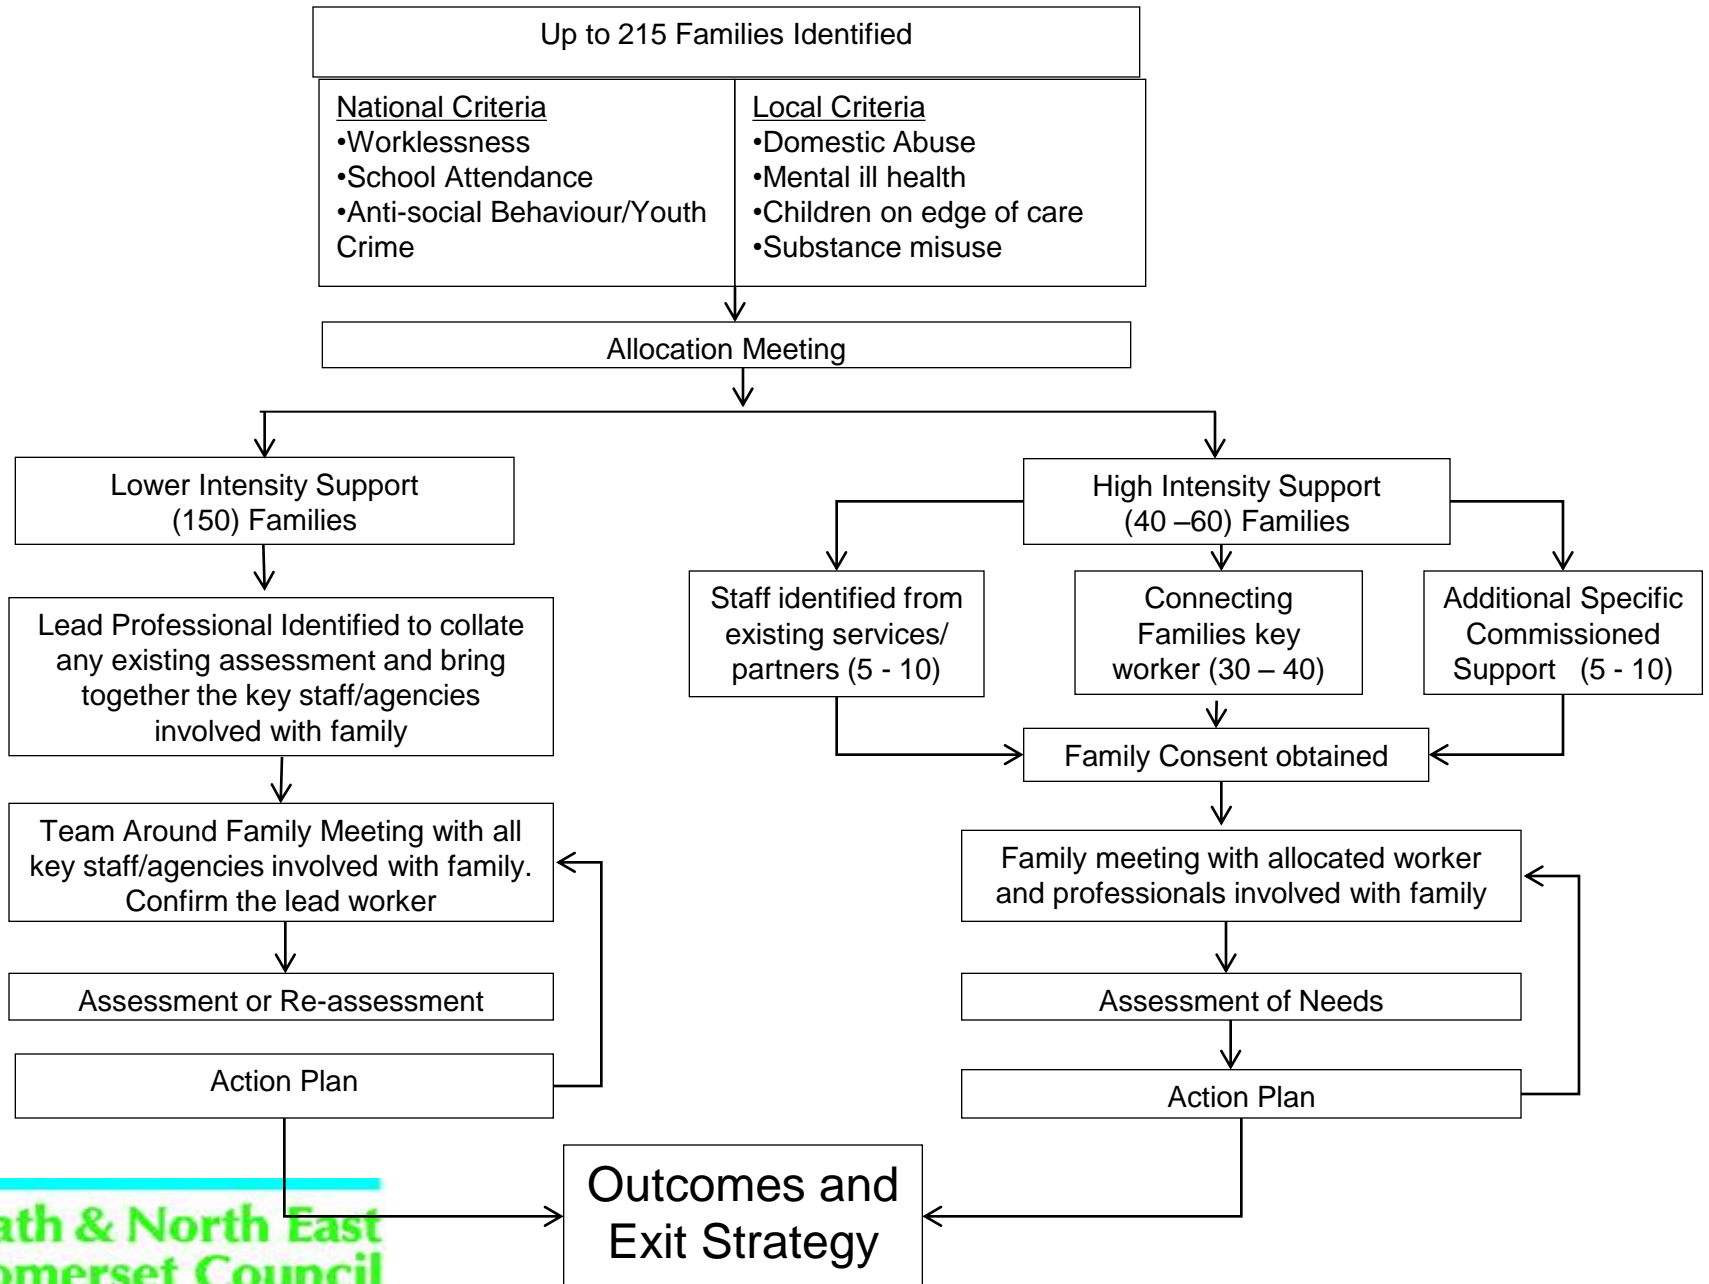 Up to 215 Families Identified
National Criteria
•Worklessness
•School Attendance
•Anti-social Behaviour/Youth
Crime
Local Criteria
•Domestic Abuse
•Mental ill health
•Children on edge of care
•Substance misuse
Allocation Meeting
Lower Intensity Support
(150) Families
High Intensity Support
(40 –60) Families
Lead Professional Identified to collate
any existing assessment and bring
together the key staff/agencies
involved with family
Staff identified from
existing services/
partners (5 - 10)
Connecting
Families key
worker (30 – 40)
Additional Specific
Commissioned
Support (5 - 10)
Family Consent obtained
Team Around Family Meeting with all
key staff/agencies involved with family.
Confirm the lead worker
Family meeting with allocated worker
and professionals involved with family
Assessment or Re-assessment
Assessment of Needs
Action Plan
Action Plan
Outcomes and
Exit Strategy
ath & North East
omerset Council